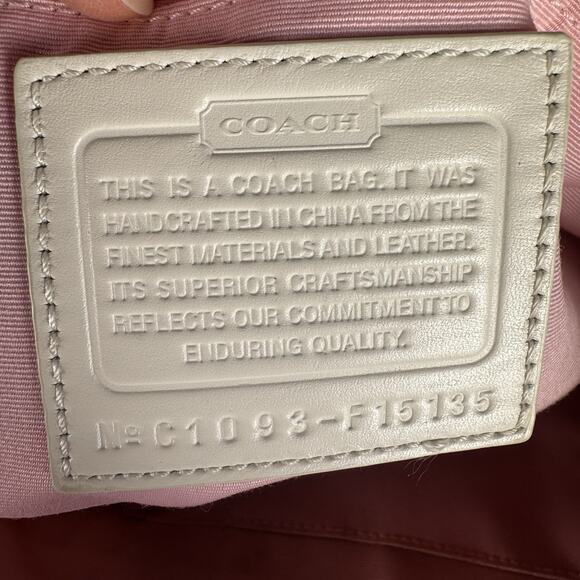 COACH
THIS IS A COACH BAG. IT WAS
HANDCRAFTED IN CHINA FROM THE
FINEST MATERIALS AND LEATHER.
ITS SUPERIOR CRAFTSMANSHIP
REFLECTS OUR COMMITMENT TO
ENDURING QUALITY.
Nº C1093-F15135